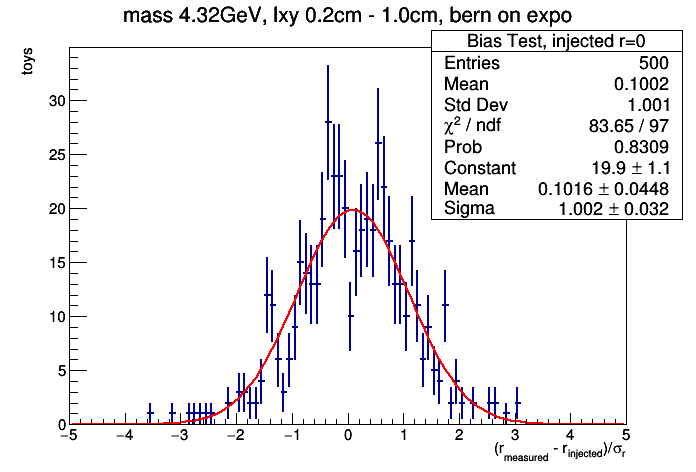 mass 4.32GeV, lxy 0.2cm - 1.0cm, bern on expo
toys
Bias Test, injected r=0
Entries 500
Mean 0.1002
Std Dev 1.001
χ² / ndf 83.65 / 97
Prob 0.8309
Constant 19.9 ± 1.1
Mean 0.1016 ± 0.0448
Sigma 1.002 ± 0.032
30
25
20
15
10
5
0
−5 −4 −3 −2 −1 0 1 2 3 4 5
(r_measured - r_injected)/σ_r